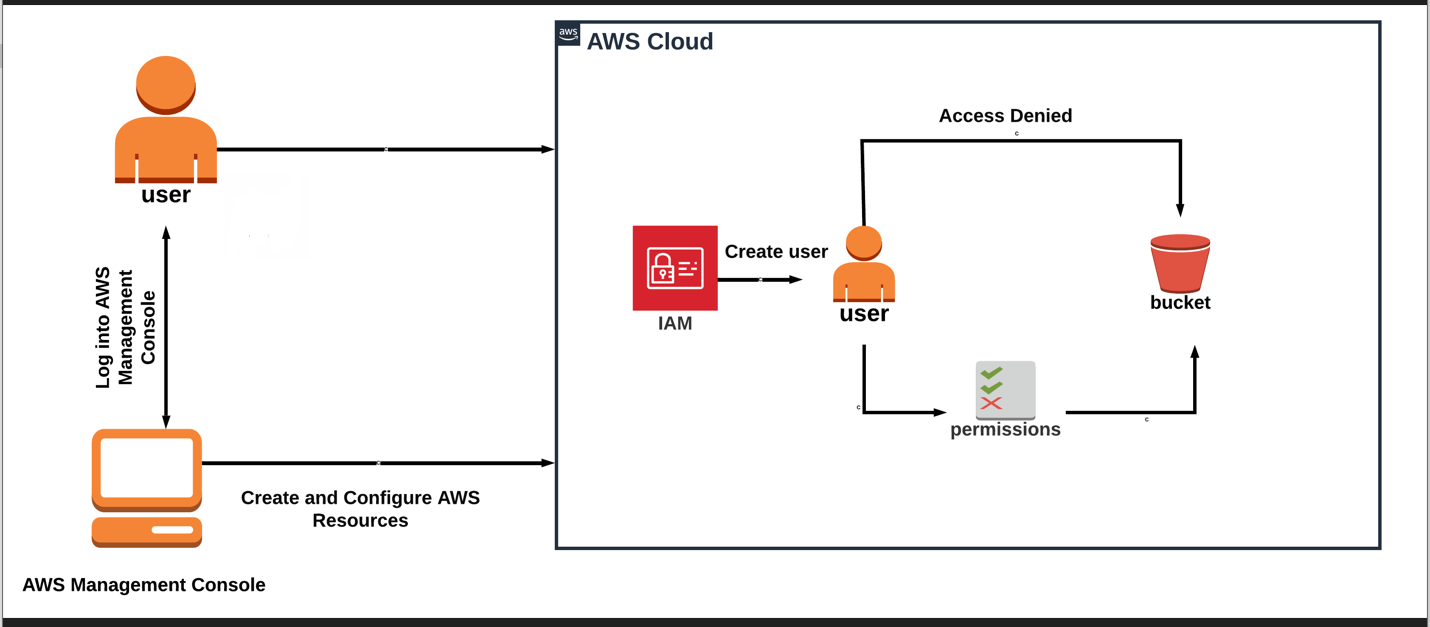 aws
AWS Cloud
Access Denied
c
user
Create user
IAM
user
bucket
Log into AWS
Management
Console
c
permissions
c
Create and Configure AWS
Resources
AWS Management Console